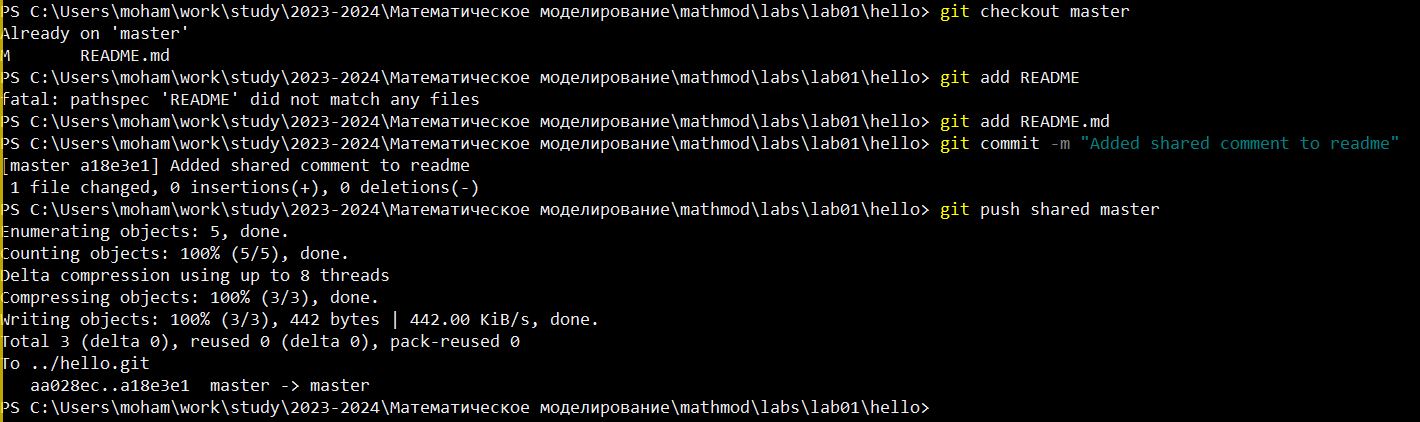 PS C:\Users\moham\work\study\2023-2024\Математическое моделирование\mathmod\labs\lab01\hello> git checkout master
Already on 'master'
M       README.md
PS C:\Users\moham\work\study\2023-2024\Математическое моделирование\mathmod\labs\lab01\hello> git add README
fatal: pathspec 'README' did not match any files
PS C:\Users\moham\work\study\2023-2024\Математическое моделирование\mathmod\labs\lab01\hello> git add README.md
PS C:\Users\moham\work\study\2023-2024\Математическое моделирование\mathmod\labs\lab01\hello> git commit -m "Added shared comment to readme"
[master a18e3e1] Added shared comment to readme
 1 file changed, 0 insertions(+), 0 deletions(-)
PS C:\Users\moham\work\study\2023-2024\Математическое моделирование\mathmod\labs\lab01\hello> git push shared master
Enumerating objects: 5, done.
Counting objects: 100% (5/5), done.
Delta compression using up to 8 threads
Compressing objects: 100% (3/3), done.
Writing objects: 100% (3/3), 442 bytes | 442.00 KiB/s, done.
Total 3 (delta 0), reused 0 (delta 0), pack-reused 0
To ../hello.git
   aa028ec..a18e3e1  master -> master
PS C:\Users\moham\work\study\2023-2024\Математическое моделирование\mathmod\labs\lab01\hello>